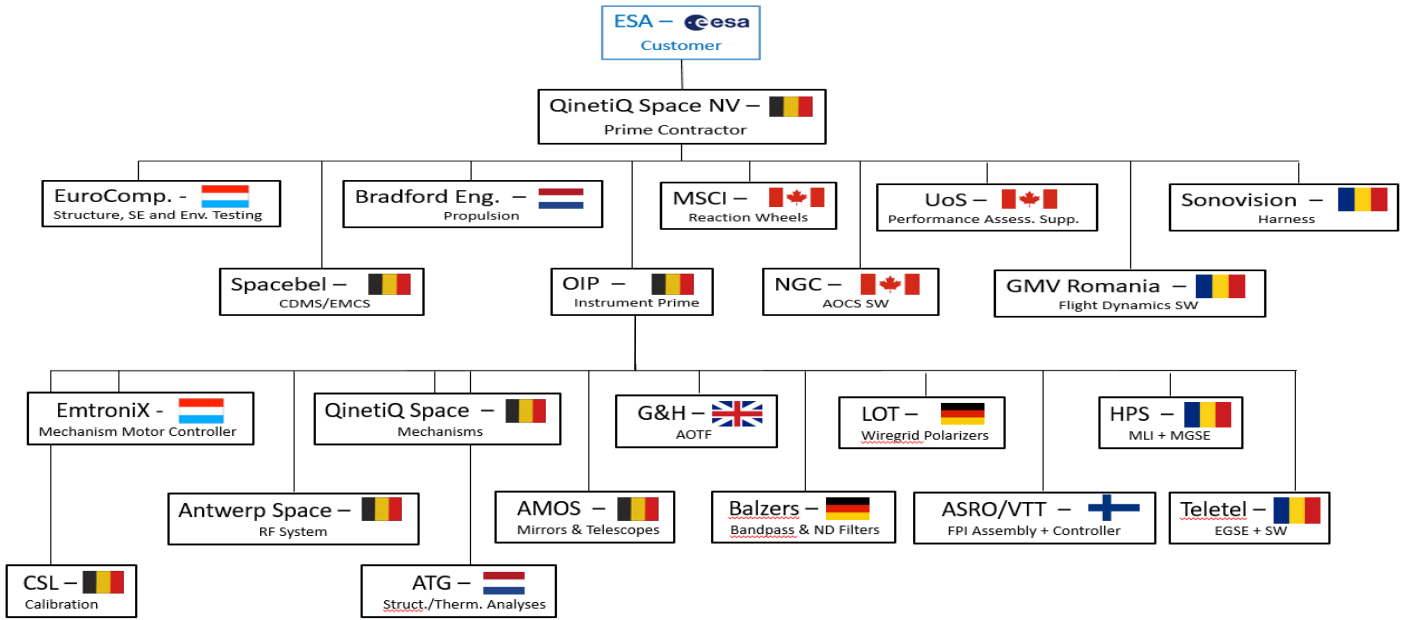 ESA – esa
Customer
QinetiQ Space NV –
Prime Contractor
EuroComp. -
Structure, SE and Env. Testing
Bradford Eng. –
Propulsion
MSCI –
Reaction Wheels
UoS –
Performance Assess. Supp.
Sonovision –
Harness
Spacebel –
CDMS/EMCS
OIP –
Instrument Prime
NGC –
AOCS SW
GMV Romania –
Flight Dynamics SW
EmtroniX -
Mechanism Motor Controller
QinetiQ Space –
Mechanisms
G&H –
AOTF
LOT –
Wiregrid Polarizers
HPS –
MLI + MGSE
Antwerp Space –
RF System
AMOS –
Mirrors & Telescopes
Balzers –
Bandpass & ND Filters
ASRO/VTT –
FPI Assembly + Controller
Teletel –
EGSE + SW
CSL –
Calibration
ATG –
Struct./Therm. Analyses